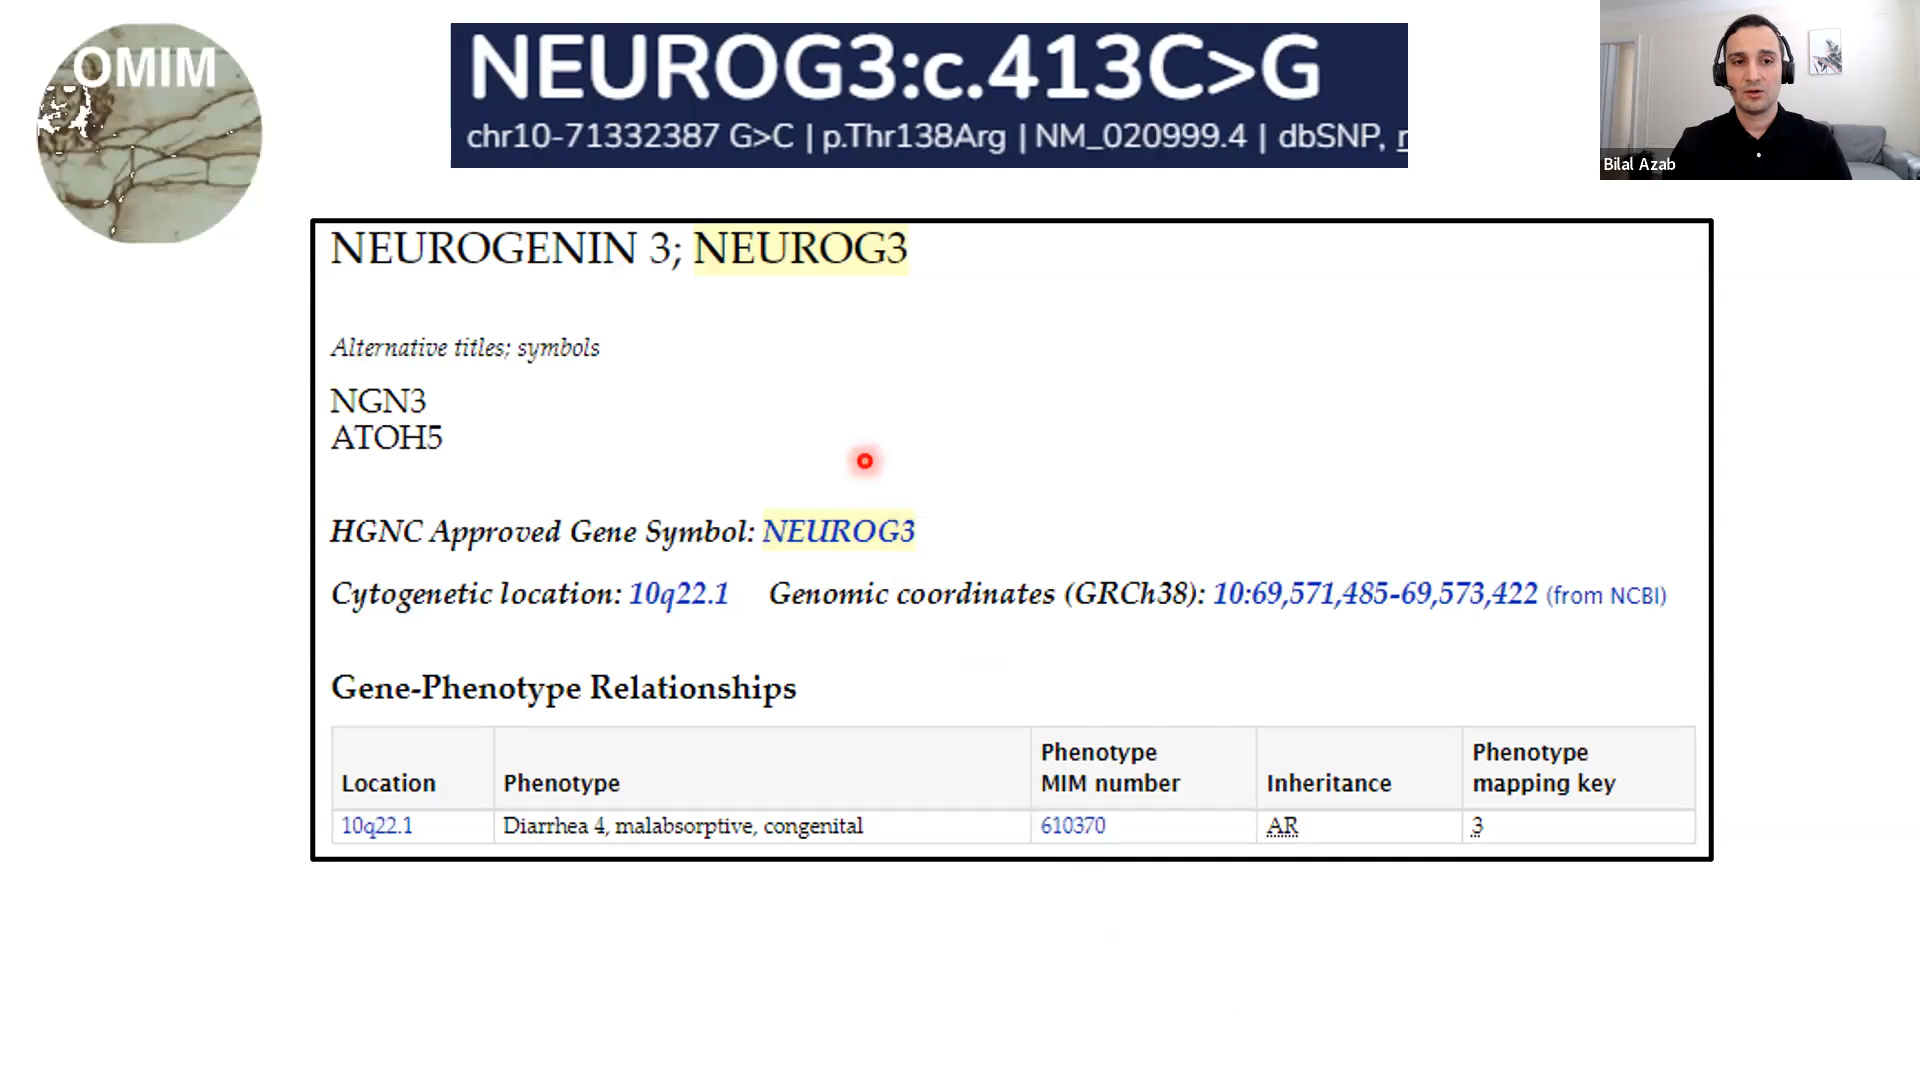 OMIM
NEUROG3:c.413C>G
chr10-71332387 G>C | p.Thr138Arg | NM_020999.4 | dbSNP,
Bilal Azab
NEUROGENIN 3; NEUROG3
Alternative titles; symbols
NGN3
ATOH5
HGNC Approved Gene Symbol: NEUROG3
Cytogenetic location: 10q22.1 Genomic coordinates (GRCh38): 10:69,571,485-69,573,422 (from NCBI)
Gene-Phenotype Relationships
Location Phenotype Phenotype MIM number Inheritance Phenotype mapping key
10q22.1 Diarrhea 4, malabsorptive, congenital 610370 AR 3